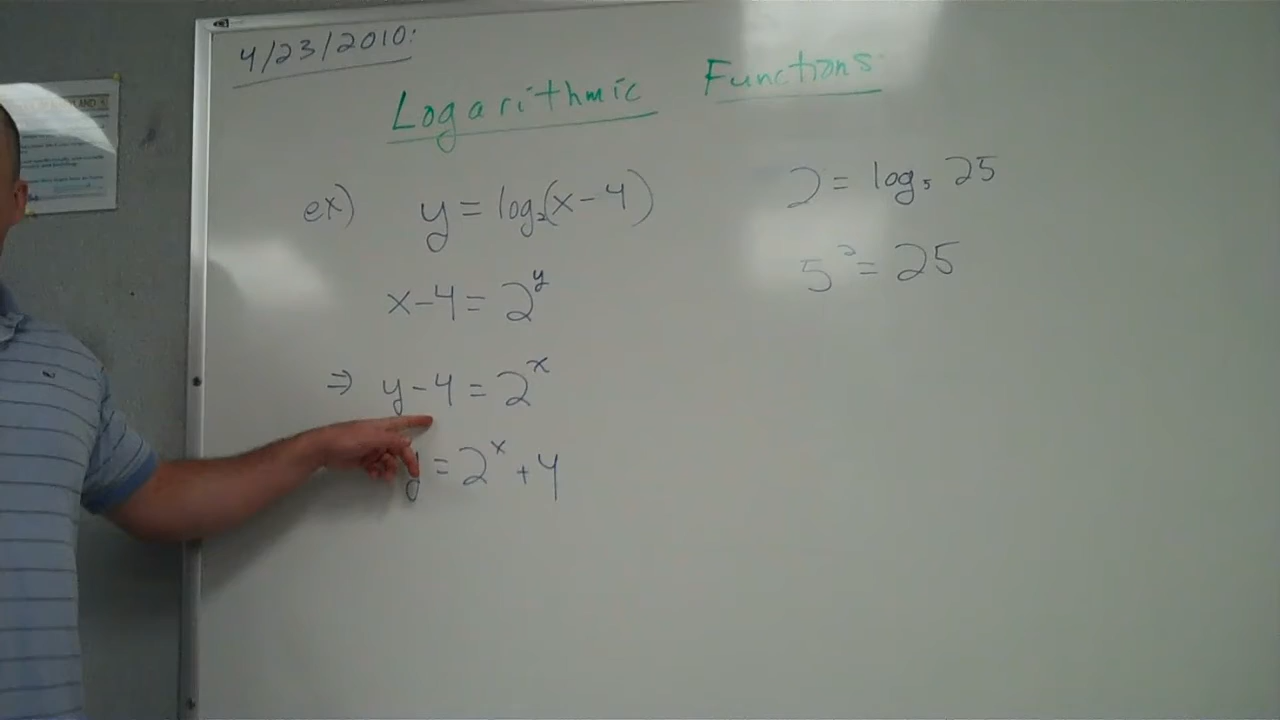 4/23/2010:
Logarithmic Functions
ex) y = log₂(x-4)
x-4 = 2^y
⇒ y-4 = 2^x
y = 2^x + 4
2 = log₅ 25
5² = 25